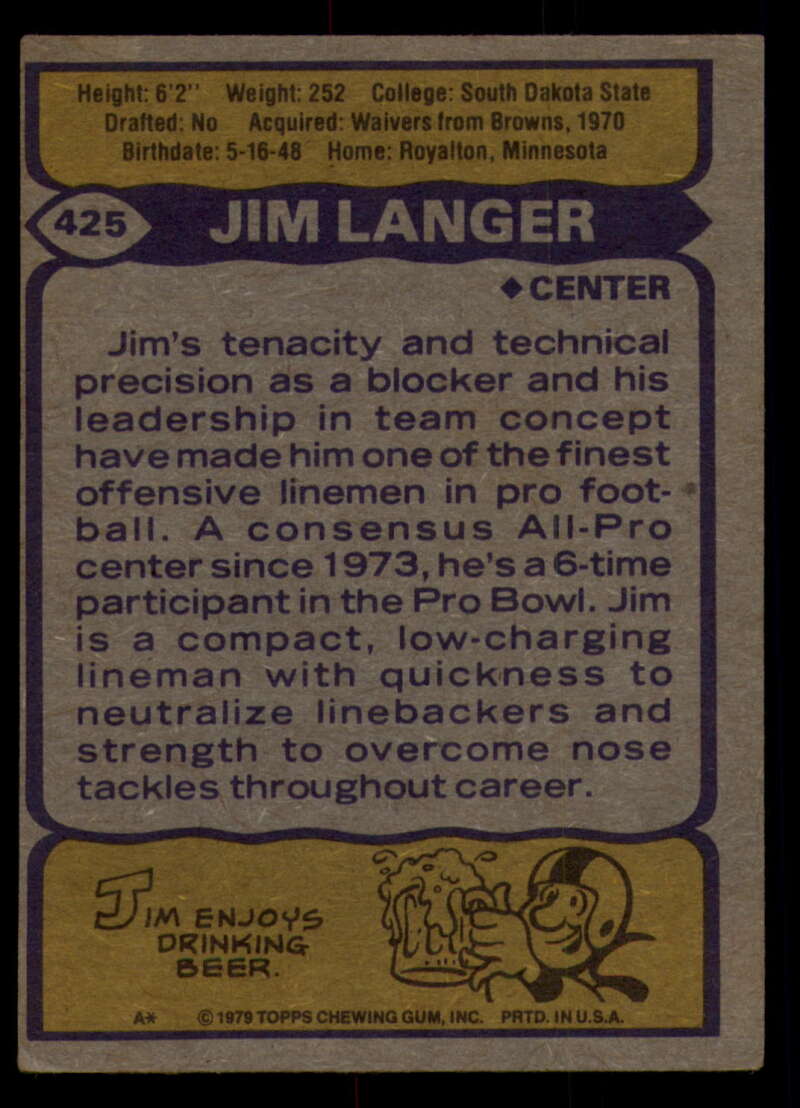 Height: 6'2" Weight: 252 College: South Dakota State
Drafted: No Acquired: Waivers from Browns, 1970
Birthdate: 5-16-48 Home: Royalton, Minnesota
425 JIM LANGER
◆CENTER
Jim's tenacity and technical
precision as a blocker and his
leadership in team concept
have made him one of the finest
offensive linemen in pro foot-
ball. A consensus All-Pro
center since 1973, he's a 6-time
participant in the Pro Bowl. Jim
is a compact, low-charging
lineman with quickness to
neutralize linebackers and
strength to overcome nose
tackles throughout career.
JIM ENJOYS
DRINKING
BEER.
A* © 1979 TOPPS CHEWING GUM, INC. PRTD. IN U.S.A.